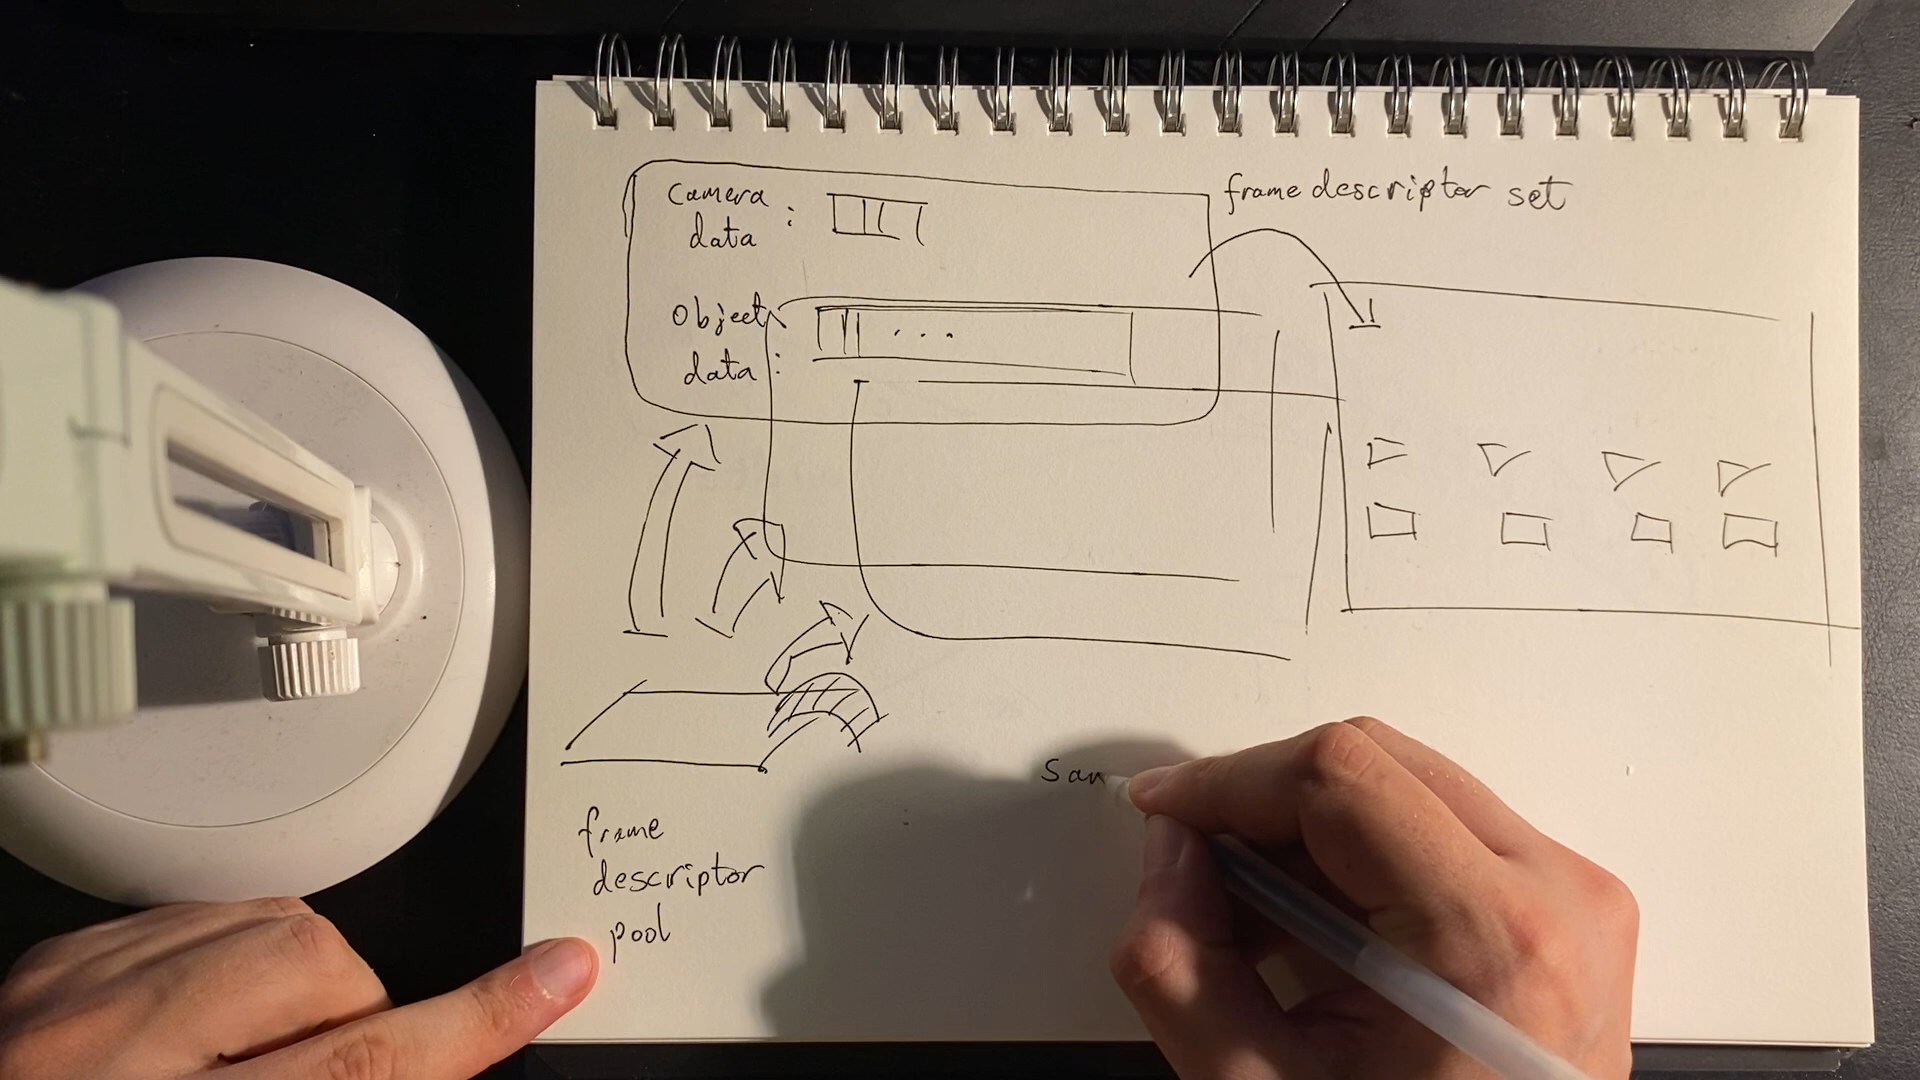 Camera
data :
frame descriptor set
Object
data :
. . .
San
frame
descriptor
pool